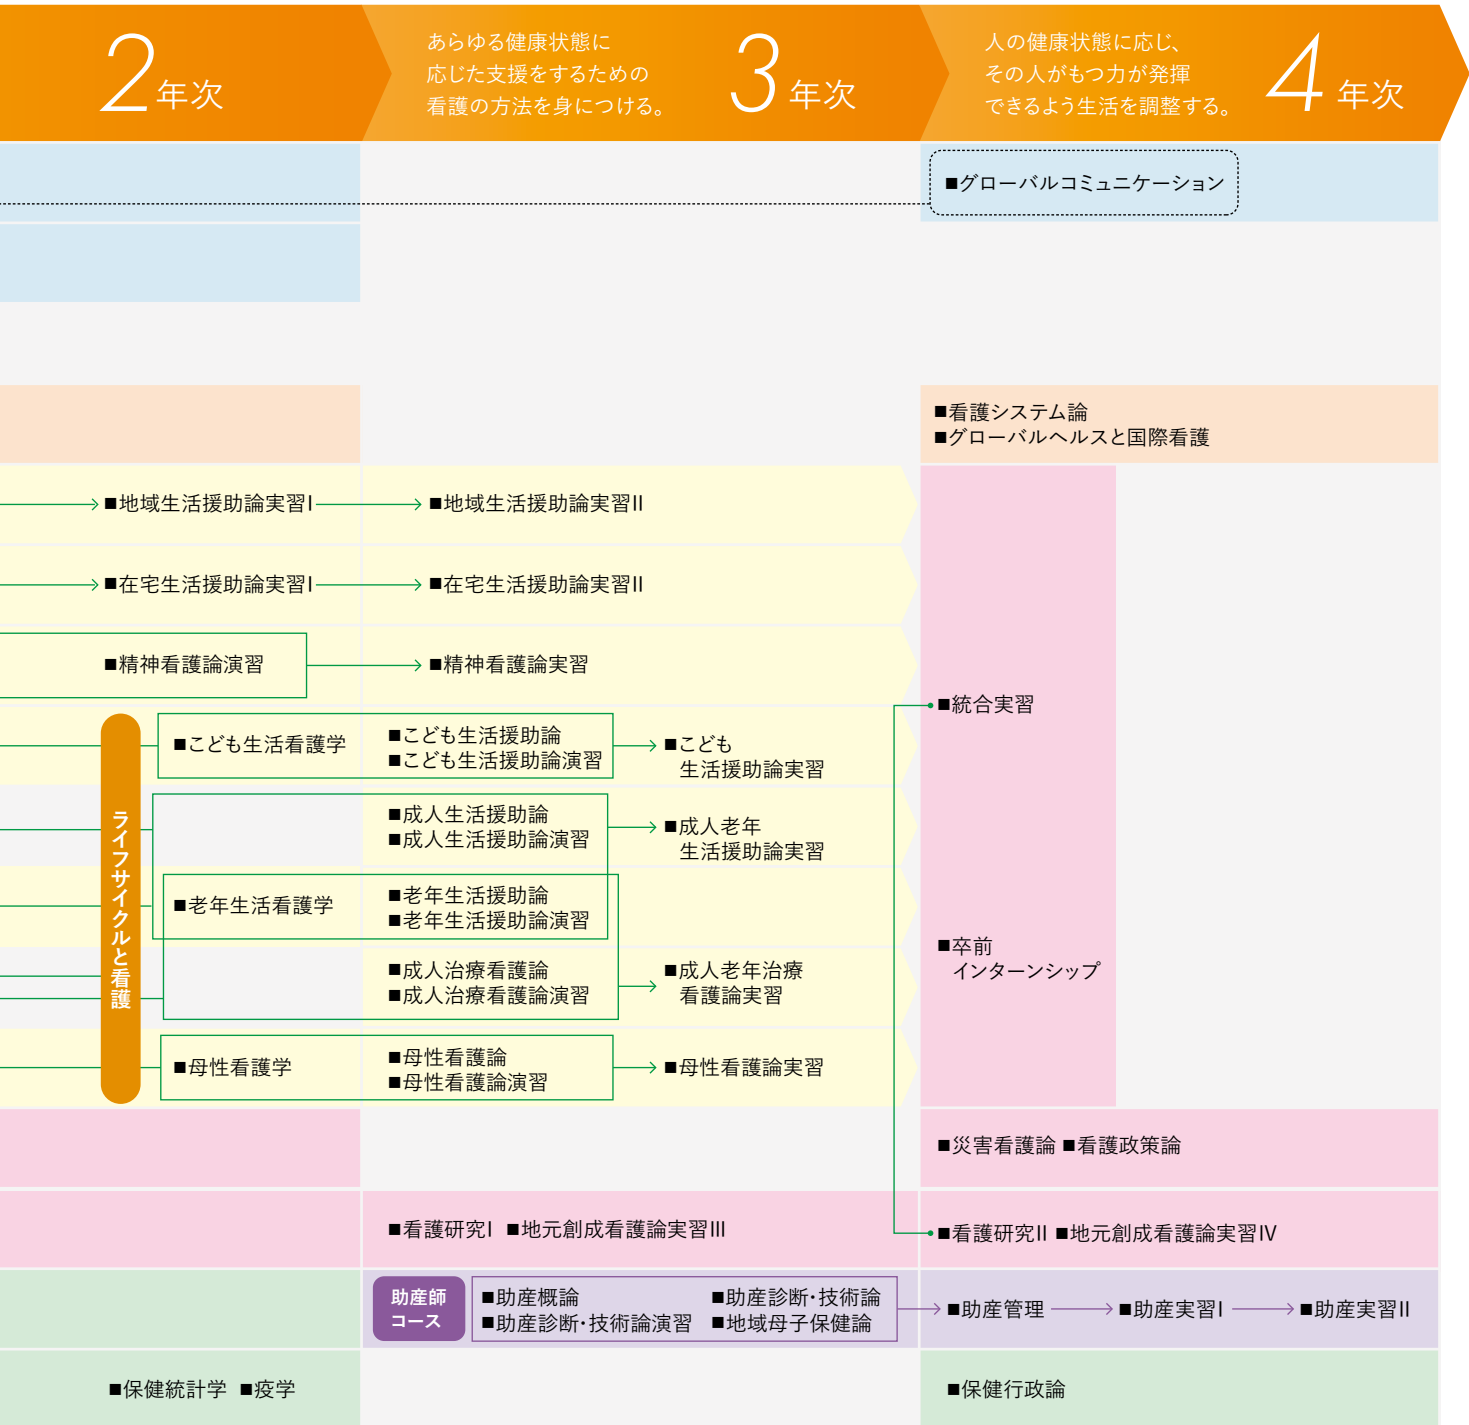 2年次
あらゆる健康状態に
応じた支援をするための
看護の方法を身につける。
3年次
人の健康状態に応じ、
その人がもつ力が発揮
できるよう生活を調整する。
4年次
■グローバルコミュニケーション
■看護システム論
■グローバルヘルスと国際看護
■地域生活援助論実習I
■地域生活援助論実習II
■在宅生活援助論実習I
■在宅生活援助論実習II
■精神看護論演習
■精神看護論実習
■統合実習
ライフサイクルと看護
■こども生活看護学
■こども生活援助論
■こども生活援助論演習
■こども
生活援助論実習
■成人生活援助論
■成人生活援助論演習
■成人老年
生活援助論実習
■老年生活看護学
■老年生活援助論
■老年生活援助論演習
■卒前
インターンシップ
■成人治療看護論
■成人治療看護論演習
■成人老年治療
看護論実習
■母性看護学
■母性看護論
■母性看護論演習
■母性看護論実習
■災害看護論 ■看護政策論
■看護研究I ■地元創成看護論実習III
■看護研究II ■地元創成看護論実習IV
助産師
コース
■助産概論 ■助産診断・技術論
■助産診断・技術論演習 ■地域母子保健論
■助産管理
■助産実習I
■助産実習II
■保健統計学 ■疫学
■保健行政論